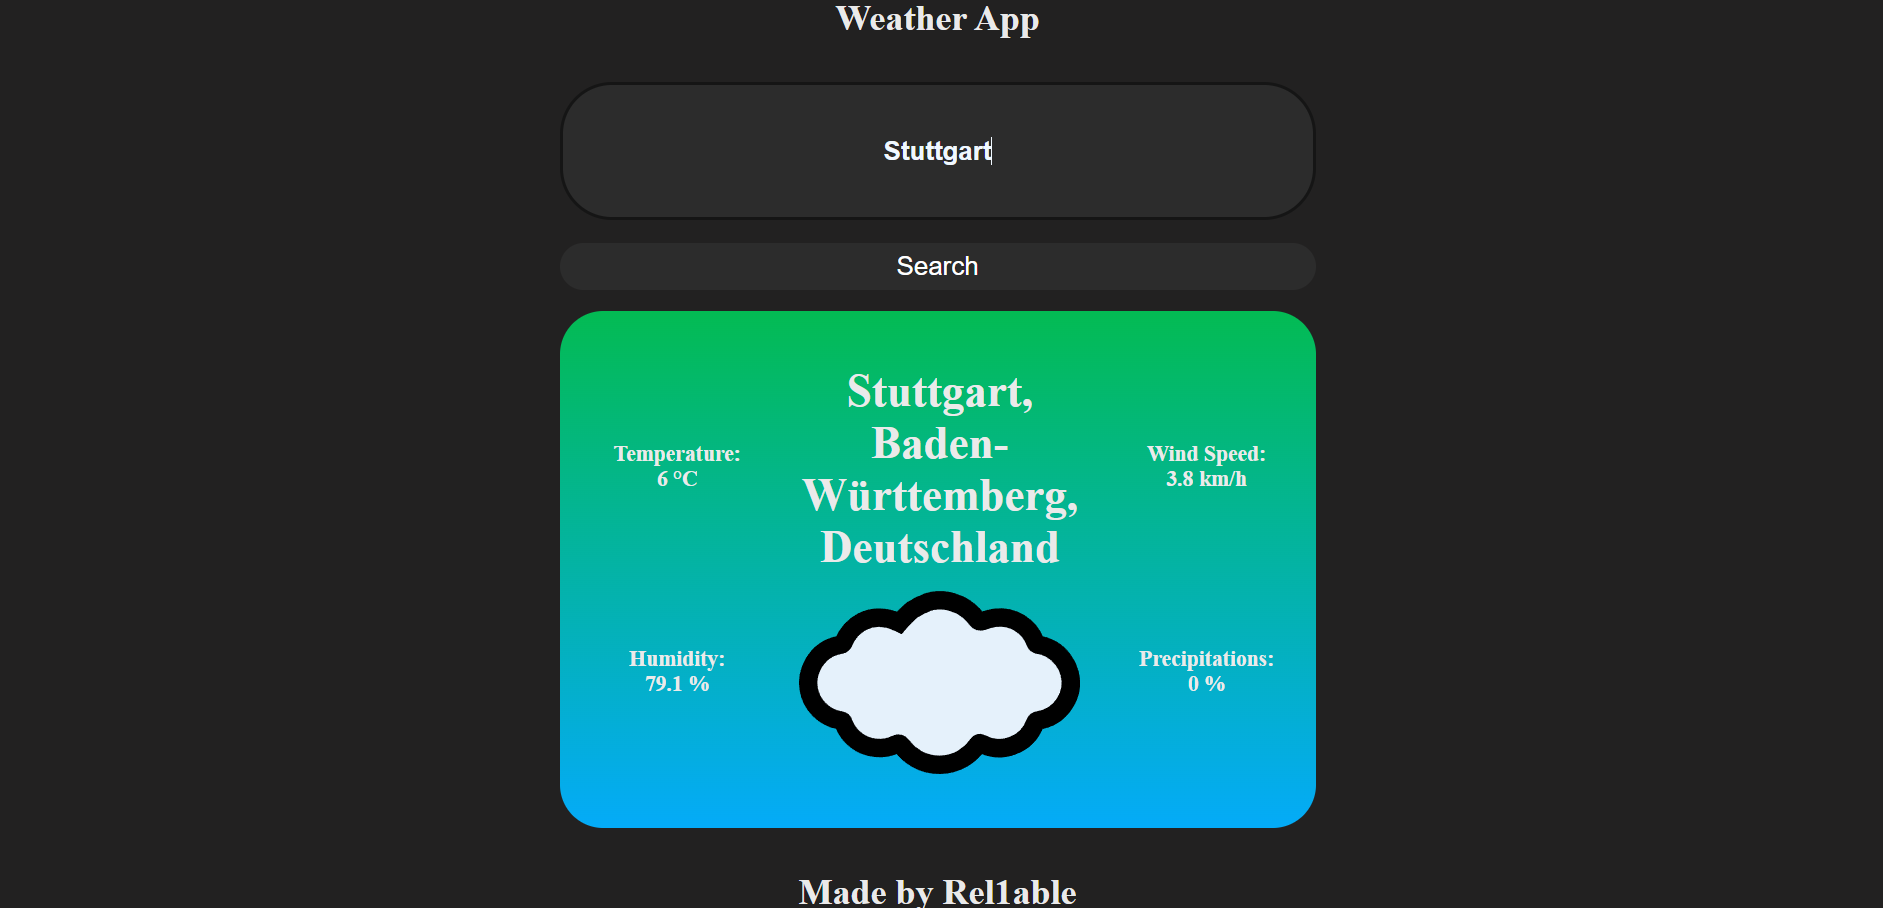 Weather App
Stuttgart
Search
Stuttgart,
Baden-
Württemberg,
Deutschland
Temperature:
6 °C
Wind Speed:
3.8 km/h
Humidity:
79.1 %
Precipitations:
0 %
Made by Rel1able